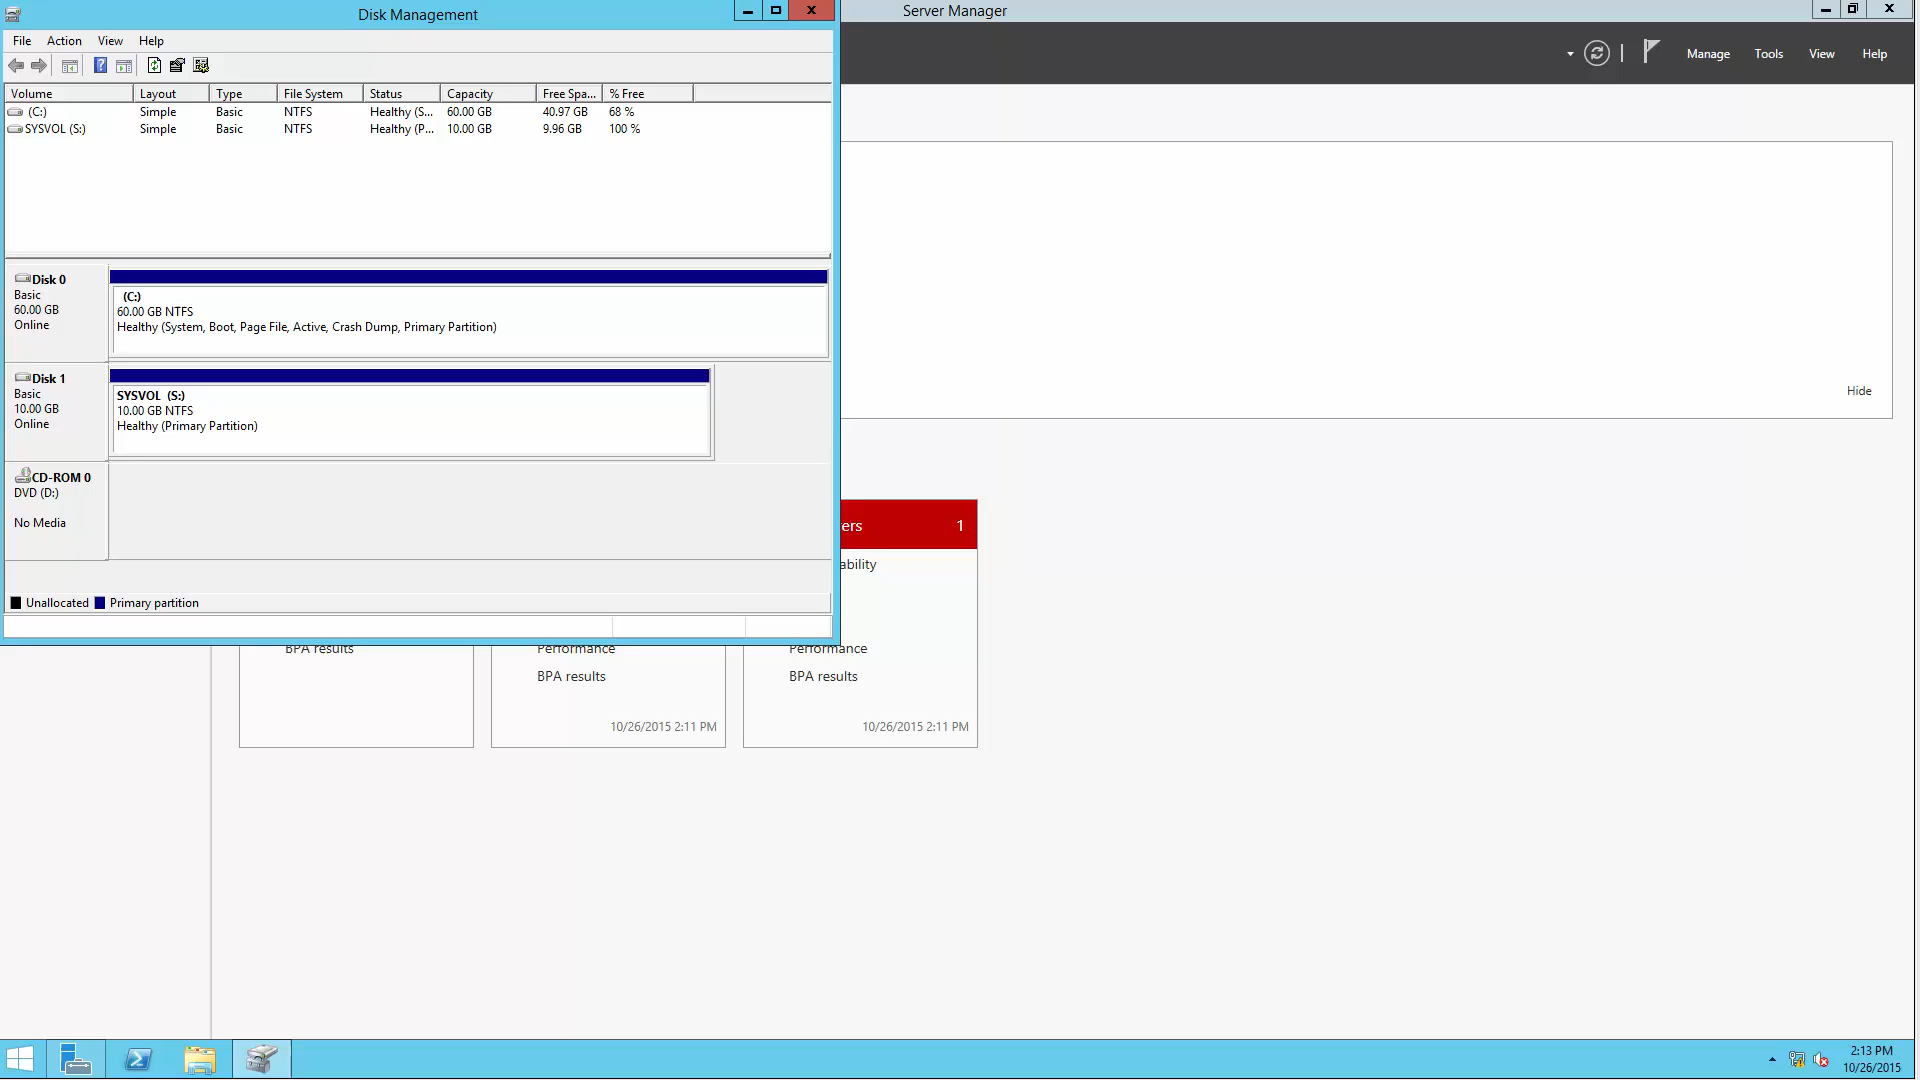 Disk Management
Server Manager
File Action View Help
Manage Tools View Help
Volume Layout Type File System Status Capacity Free Spa... % Free
(C:) Simple Basic NTFS Healthy (S... 60.00 GB 40.97 GB 68 %
SYSVOL (S:) Simple Basic NTFS Healthy (P... 10.00 GB 9.96 GB 100 %
Disk 0
Basic
60.00 GB
Online
(C:)
60.00 GB NTFS
Healthy (System, Boot, Page File, Active, Crash Dump, Primary Partition)
Disk 1
Basic
10.00 GB
Online
SYSVOL (S:)
10.00 GB NTFS
Healthy (Primary Partition)
Hide
CD-ROM 0
DVD (D:)
No Media
Unallocated Primary partition
ers 1
ability
BPA results
Performance
BPA results
10/26/2015 2:11 PM
Performance
BPA results
10/26/2015 2:11 PM
2:13 PM
10/26/2015